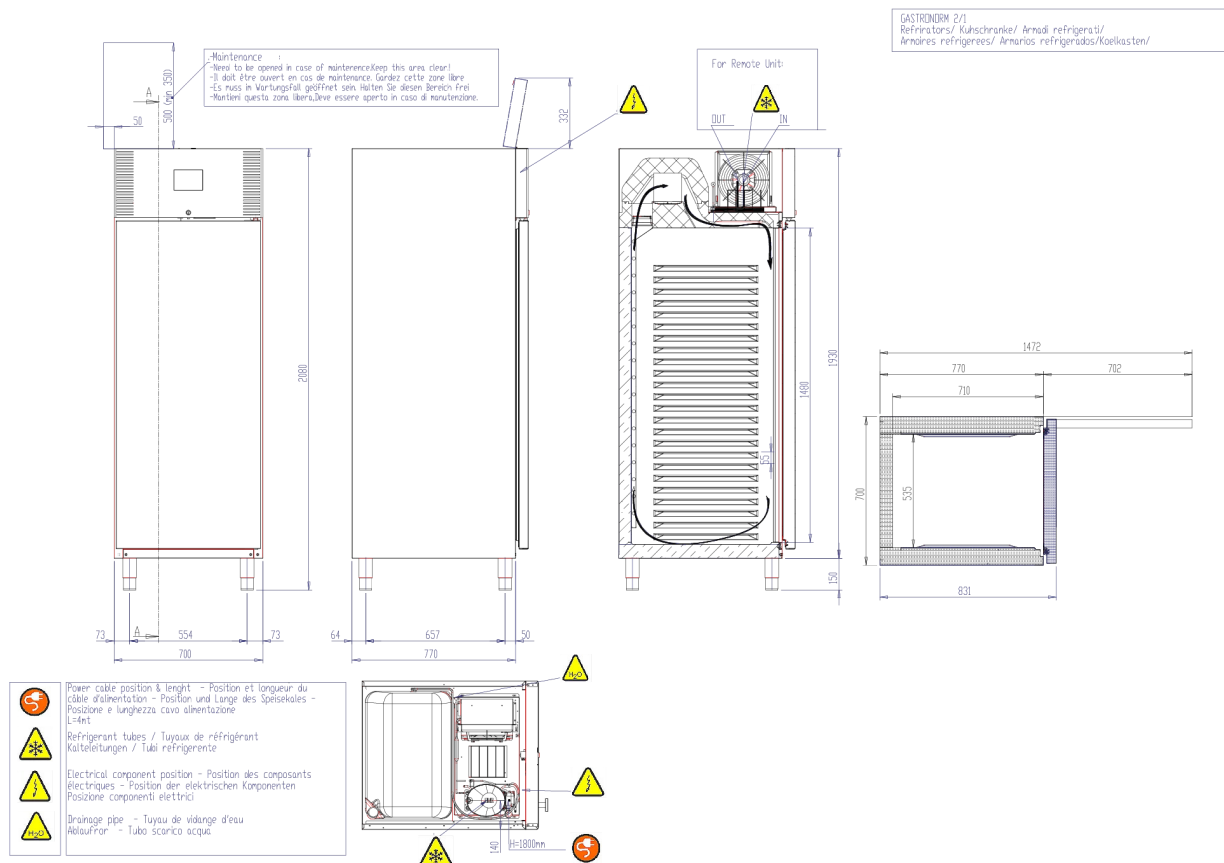 GASTRONORM 2/1
Refrirators/ Kuhschranke/ Armadi refrigerati/
Armoires refrigerees/ Armarios refrigerados/Koelkasten/
-Maintenance :
-Need to be opened in case of maintenence.Keep this area clear!
-Il doit être ouvert en cas de maintenance. Gardez cette zone libre
-Es muss in Wartungsfall geöffnet sein. Halten Sie diesen Bereich frei
-Mantieni questa zona libera.Deve essere aperto in caso di manutenzione.
For Remote Unit:
OUT
IN
A
500 (min 350)
50
332
2080
1930
1480
65
150
1472
770
702
710
700
535
831
A
73
554
73
700
64
657
50
770
H2O
Power cable position & lenght - Position et longueur du
câble d'alimentation - Position und Lange des Speisekales -
Posizione e lunghezza cavo alimentazione
L=4mt
Refrigerant tubes / Tuyaux de réfrigérant
Kalteleitungen / Tubi refrigerente
Electrical component position - Position des composants
électriques - Position der elektrischen Komponenten
Posizione componenti elettrici
H2O
Drainage pipe - Tuyau de vidange d'eau
Ablaufror - Tubo scarico acqua
140
H=1800mm